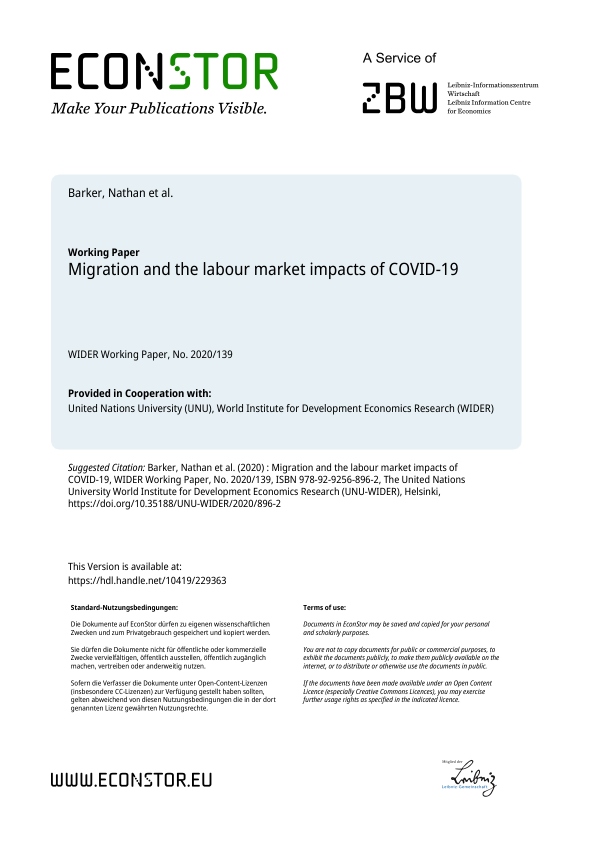 ECONSTOR
Make Your Publications Visible.
A Service of
ZBW
Leibniz-Informationszentrum
Wirtschaft
Leibniz Information Centre
for Economics
Barker, Nathan et al.
Working Paper
Migration and the labour market impacts of COVID-19
WIDER Working Paper, No. 2020/139
Provided in Cooperation with:
United Nations University (UNU), World Institute for Development Economics Research (WIDER)
Suggested Citation: Barker, Nathan et al. (2020) : Migration and the labour market impacts of
COVID-19, WIDER Working Paper, No. 2020/139, ISBN 978-92-9256-896-2, The United Nations
University World Institute for Development Economics Research (UNU-WIDER), Helsinki,
https://doi.org/10.35188/UNU-WIDER/2020/896-2
This Version is available at:
https://hdl.handle.net/10419/229363
Standard-Nutzungsbedingungen:
Die Dokumente auf EconStor dürfen zu eigenen wissenschaftlichen
Zwecken und zum Privatgebrauch gespeichert und kopiert werden.
Sie dürfen die Dokumente nicht für öffentliche oder kommerzielle
Zwecke vervielfältigen, öffentlich ausstellen, öffentlich zugänglich
machen, vertreiben oder anderweitig nutzen.
Sofern die Verfasser die Dokumente unter Open-Content-Lizenzen
(insbesondere CC-Lizenzen) zur Verfügung gestellt haben sollten,
gelten abweichend von diesen Nutzungsbedingungen die in der dort
genannten Lizenz gewährten Nutzungsrechte.
Terms of use:
Documents in EconStor may be saved and copied for your personal
and scholarly purposes.
You are not to copy documents for public or commercial purposes, to
exhibit the documents publicly, to make them publicly available on the
internet, or to distribute or otherwise use the documents in public.
If the documents have been made available under an Open Content
Licence (especially Creative Commons Licences), you may exercise
further usage rights as specified in the indicated licence.
WWW.ECONSTOR.EU
Mitglied der
Leibniz
Leibniz-Gemeinschaft